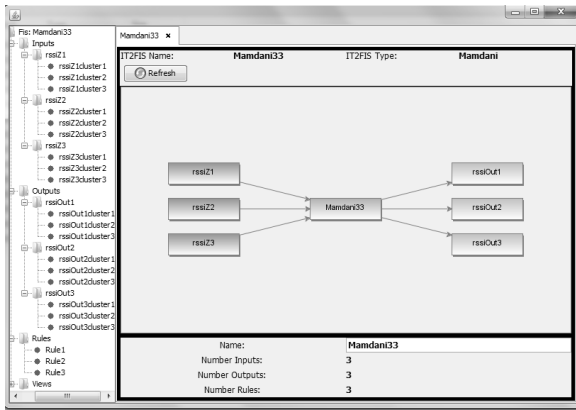 Fis: Mamdani33
Inputs
rssiZ1
rssiZ1cluster1
rssiZ1cluster2
rssiZ1cluster3
rssiZ2
rssiZ2cluster1
rssiZ2cluster2
rssiZ2cluster3
rssiZ3
rssiZ3cluster1
rssiZ3cluster2
rssiZ3cluster3
Outputs
rssiOut1
rssiOut1cluster1
rssiOut1cluster2
rssiOut1cluster3
rssiOut2
rssiOut2cluster1
rssiOut2cluster2
rssiOut2cluster3
rssiOut3
rssiOut3cluster1
rssiOut3cluster2
rssiOut3cluster3
Rules
Rule1
Rule2
Rule3
Views
Mamdani33
IT2FIS Name: Mamdani33 IT2FIS Type: Mamdani
Refresh
rssiZ1 rssiOut1
rssiZ2 Mamdani33 rssiOut2
rssiZ3 rssiOut3
Name: Mamdani33
Number Inputs: 3
Number Outputs: 3
Number Rules: 3